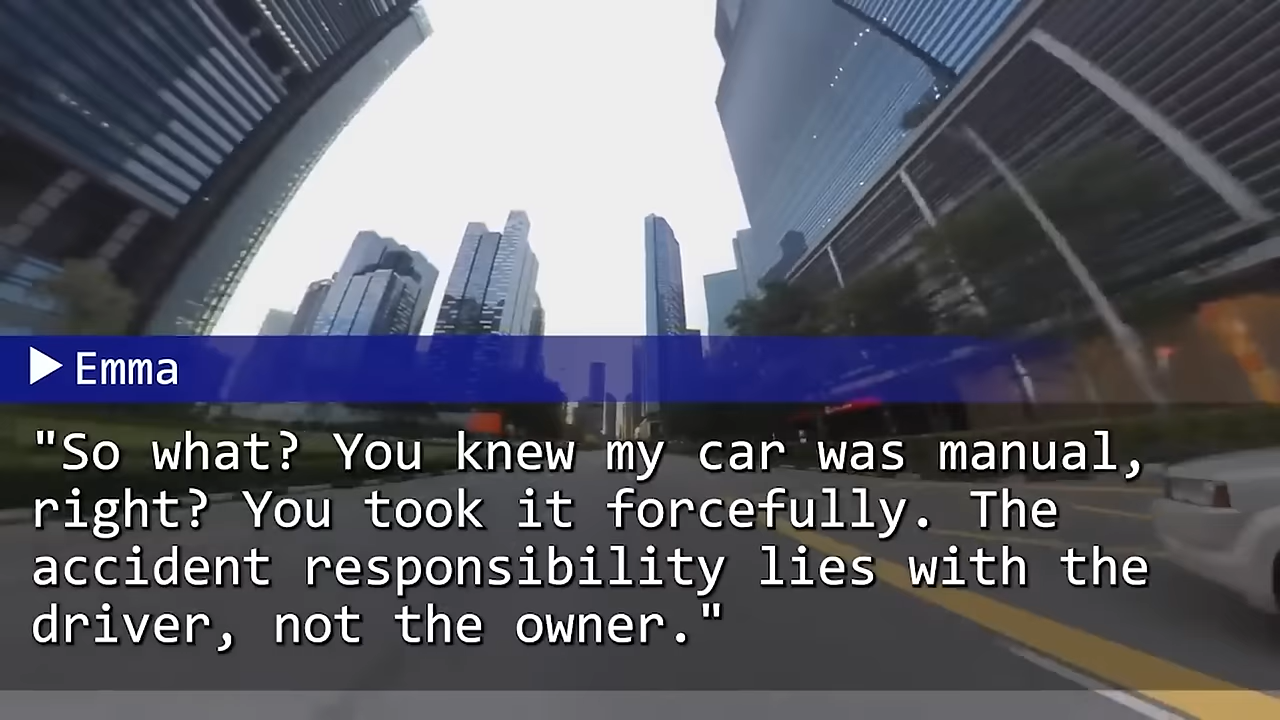 ▶Emma
"So what? You knew my car was manual,
right? You took it forcefully. The
accident responsibility lies with the
driver, not the owner."